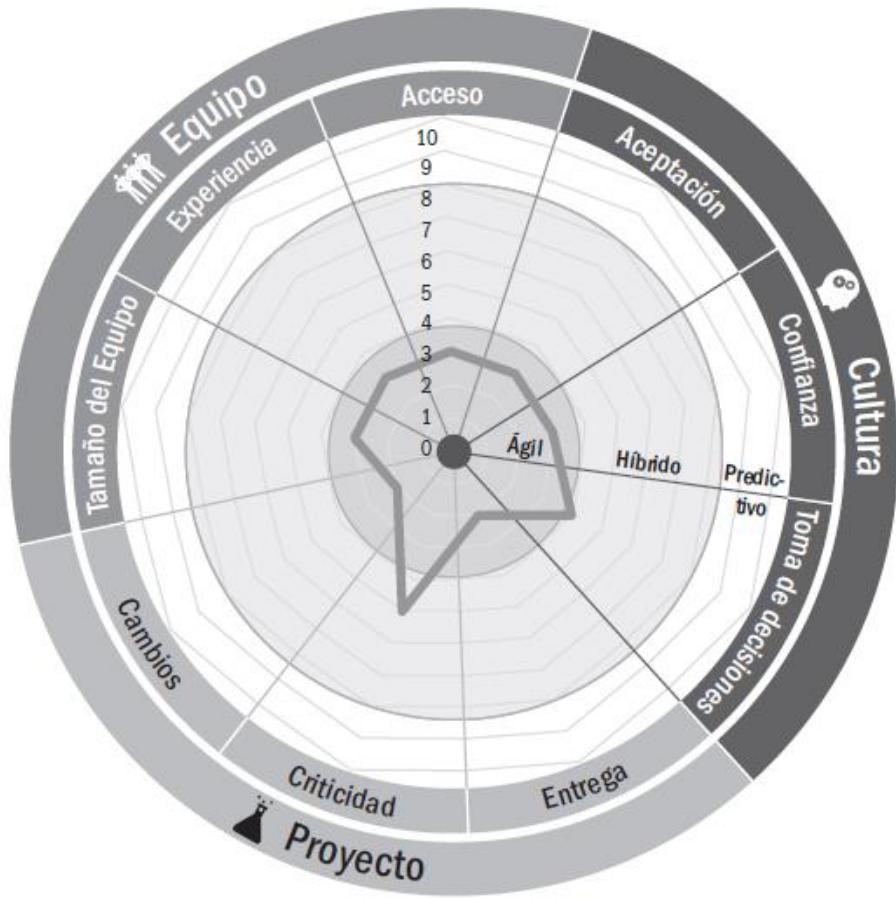 Equipo
Cultura
Proyecto
Acceso
Aceptación
Confianza
Toma de decisiones
Entrega
Criticidad
Cambios
Tamaño del Equipo
Experiencia
10
9
8
7
6
5
4
3
2
1
0
Ágil
Híbrido
Predic-
tivo